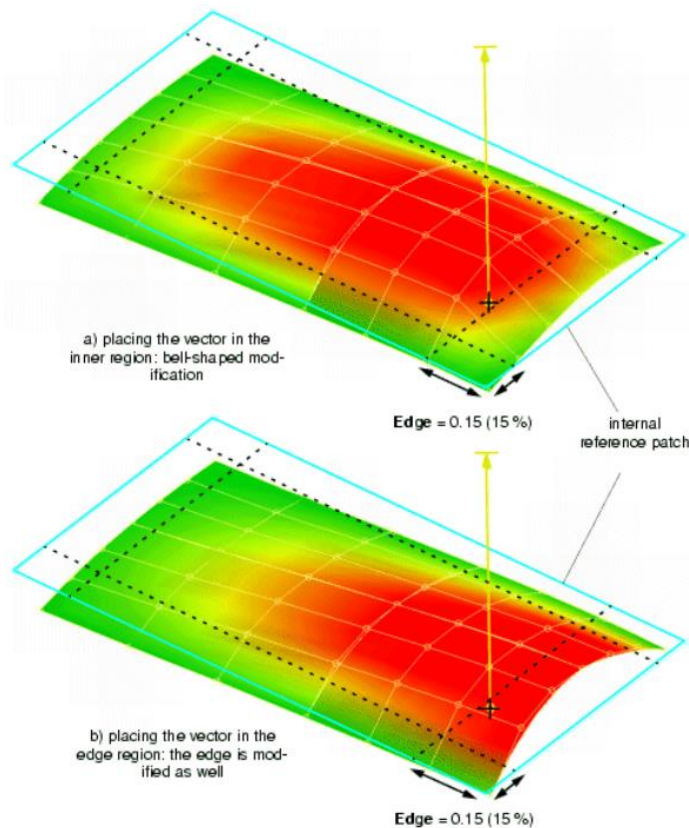 a) placing the vector in the
inner region: bell-shaped mod-
ification
Edge = 0.15 (15 %)
internal
reference patch
b) placing the vector in the
edge region: the edge is mod-
ified as well
Edge = 0.15 (15 %)